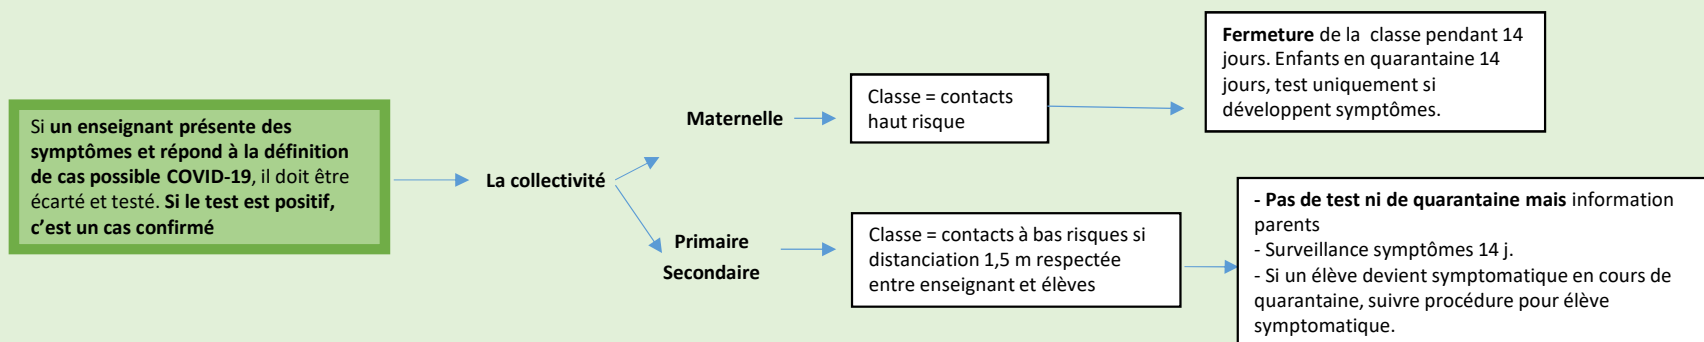 Si un enseignant présente des
symptômes et répond à la définition
de cas possible COVID-19, il doit être
écarté et testé. Si le test est positif,
c’est un cas confirmé
La collectivité
Maternelle
Classe = contacts
haut risque
Fermeture de la classe pendant 14
jours. Enfants en quarantaine 14
jours, test uniquement si
développent symptômes.
Primaire
Secondaire
Classe = contacts à bas risques si
distanciation 1,5 m respectée
entre enseignant et élèves
- Pas de test ni de quarantaine mais information
parents
- Surveillance symptômes 14 j.
- Si un élève devient symptomatique en cours de
quarantaine, suivre procédure pour élève
symptomatique.